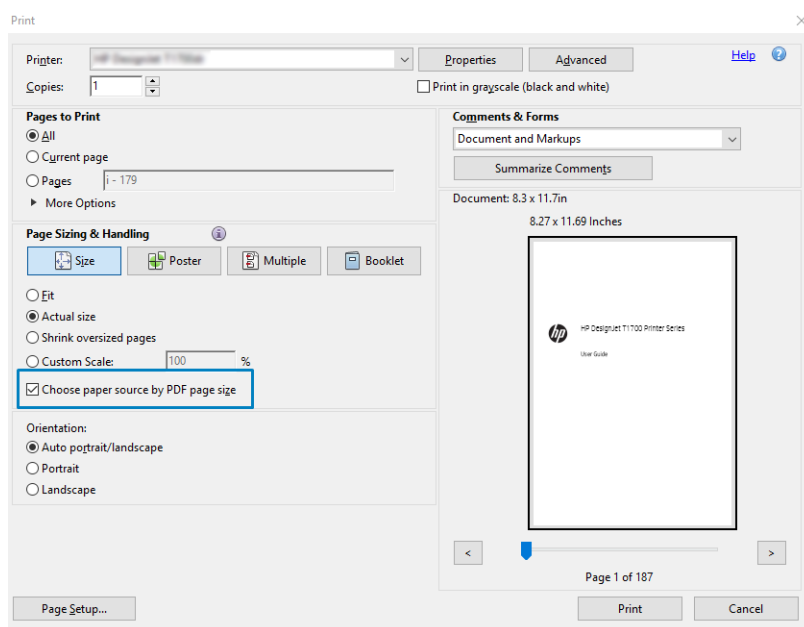 Print
Printer:
Properties
Advanced
Help
?
Copies:
1
Print in grayscale (black and white)
Pages to Print
All
Current page
Pages
i - 179
More Options
Comments & Forms
Document and Markups
Summarize Comments
Page Sizing & Handling
i
Size
Poster
Multiple
Booklet
Fit
Actual size
Shrink oversized pages
Custom Scale:
100
%
Choose paper source by PDF page size
Orientation:
Auto portrait/landscape
Portrait
Landscape
Document: 8.3 x 11.7in
8.27 x 11.69 Inches
hp
HP DesignJet T1700 Printer Series
User Guide
<
>
Page 1 of 187
Page Setup...
Print
Cancel